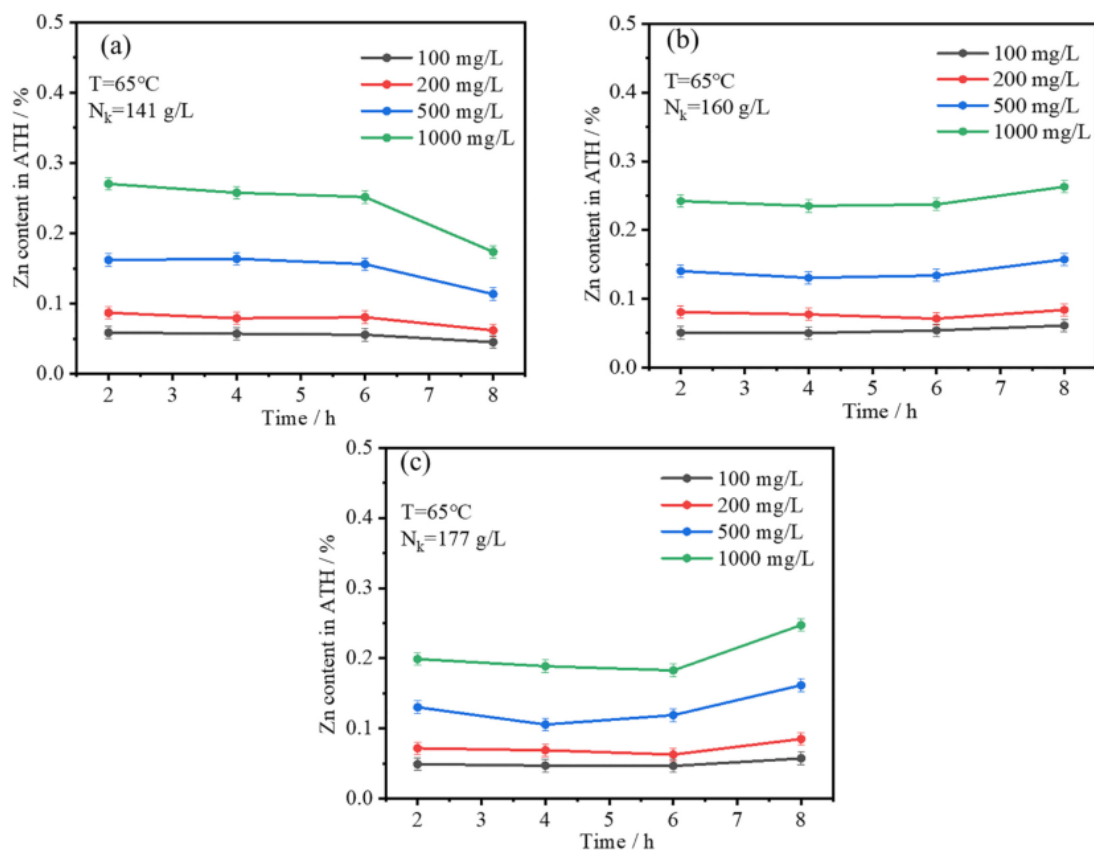 (a)
T=65℃
Nk=141 g/L
100 mg/L
200 mg/L
500 mg/L
1000 mg/L
Zn content in ATH / %
0.5
0.4
0.3
0.2
0.1
0.0
2 3 4 5 6 7 8
Time / h
(b)
T=65℃
Nk=160 g/L
100 mg/L
200 mg/L
500 mg/L
1000 mg/L
Zn content in ATH / %
0.5
0.4
0.3
0.2
0.1
0.0
2 3 4 5 6 7 8
Time / h
(c)
T=65℃
Nk=177 g/L
100 mg/L
200 mg/L
500 mg/L
1000 mg/L
Zn content in ATH / %
0.5
0.4
0.3
0.2
0.1
0.0
2 3 4 5 6 7 8
Time / h